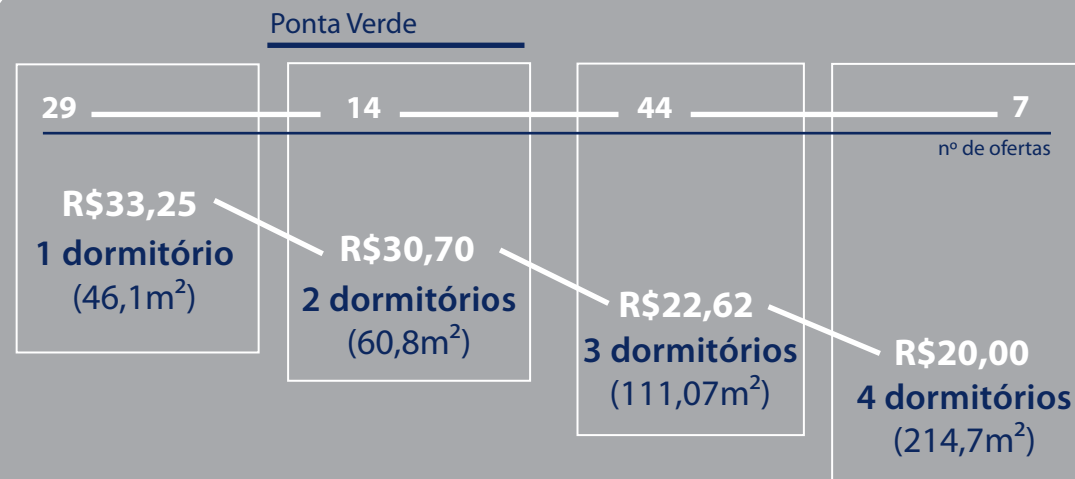 Ponta Verde
29 14 44 7
nº de ofertas
R$33,25
1 dormitório
(46,1m²)
R$30,70
2 dormitórios
(60,8m²)
R$22,62
3 dormitórios
(111,07m²)
R$20,00
4 dormitórios
(214,7m²)